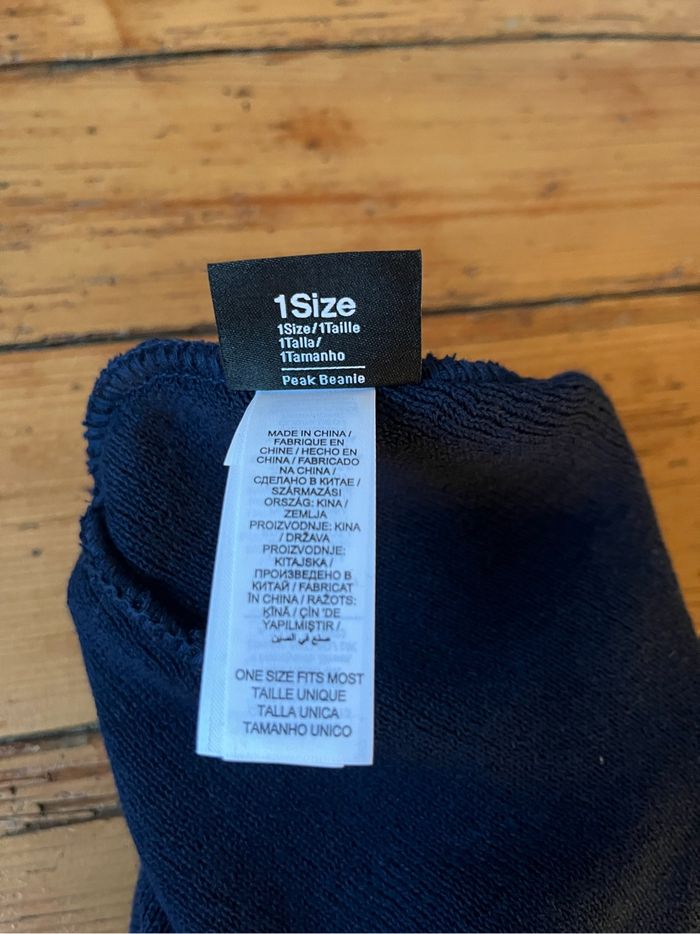 1Size
1Size/1Taille
1Talla/
1Tamanho
Peak Beanie
MADE IN CHINA /
FABRIQUE EN
CHINE / HECHO EN
CHINA / FABRICADO
NA CHINA /
СДЕЛАНО В КИТАЕ /
SZÁRMAZÁSI
ORSZÁG: KINA /
ZEMLJA
PROIZVODNJE: KINA
/ DRŽAVA
PROIZVODNJE:
KITAJSKA /
ПРОИЗВЕДЕНО В
КИТАЙ / FABRICAT
ÎN CHINA / RAŽOTS:
ĶĪNĀ / ÇİN 'DE
YAPILMIŞTIR /
صنع في الصين
ONE SIZE FITS MOST
TAILLE UNIQUE
TALLA UNICA
TAMANHO UNICO